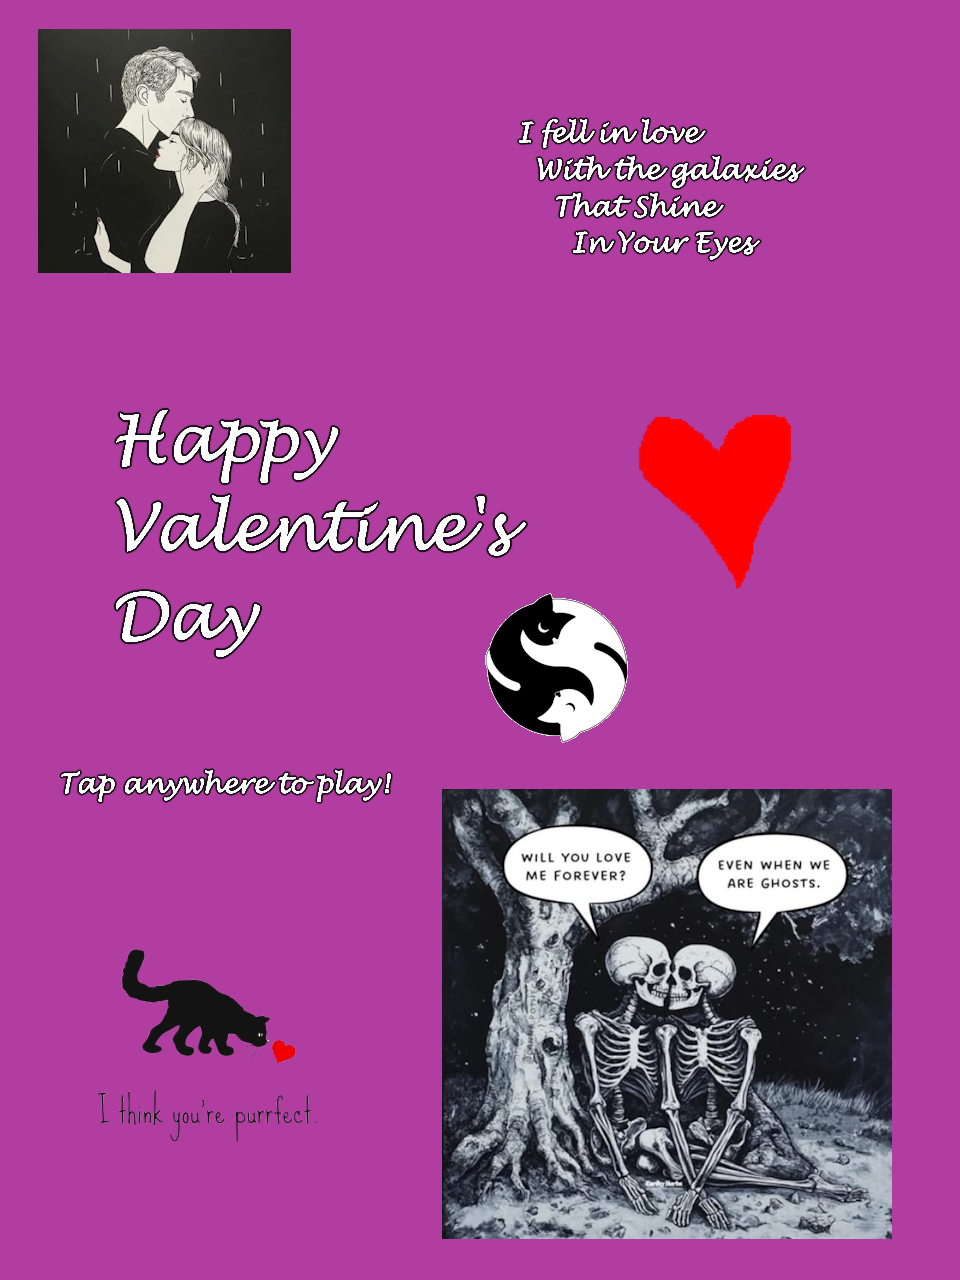 I fell in love
With the galaxies
That Shine
In Your Eyes
Happy
Valentine's
Day
Tap anywhere to play!
WILL YOU LOVE
ME FOREVER?
EVEN WHEN WE
ARE GHOSTS.
I think you're purrfect.